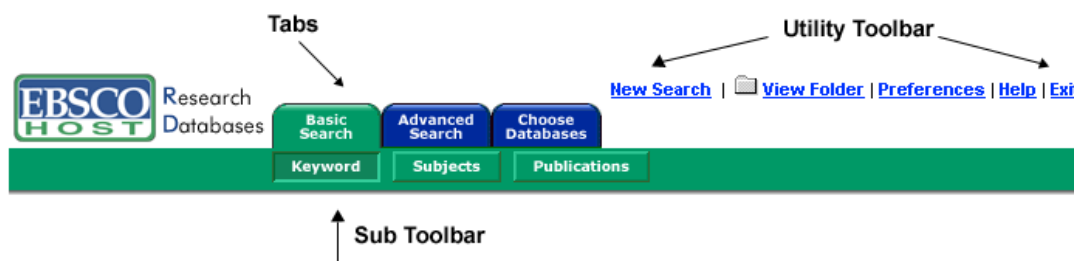 Tabs
Utility Toolbar
New Search | View Folder | Preferences | Help | Exi
EBSCO
HOST
Research
Databases
Basic
Search
Advanced
Search
Choose
Databases
Keyword
Subjects
Publications
Sub Toolbar